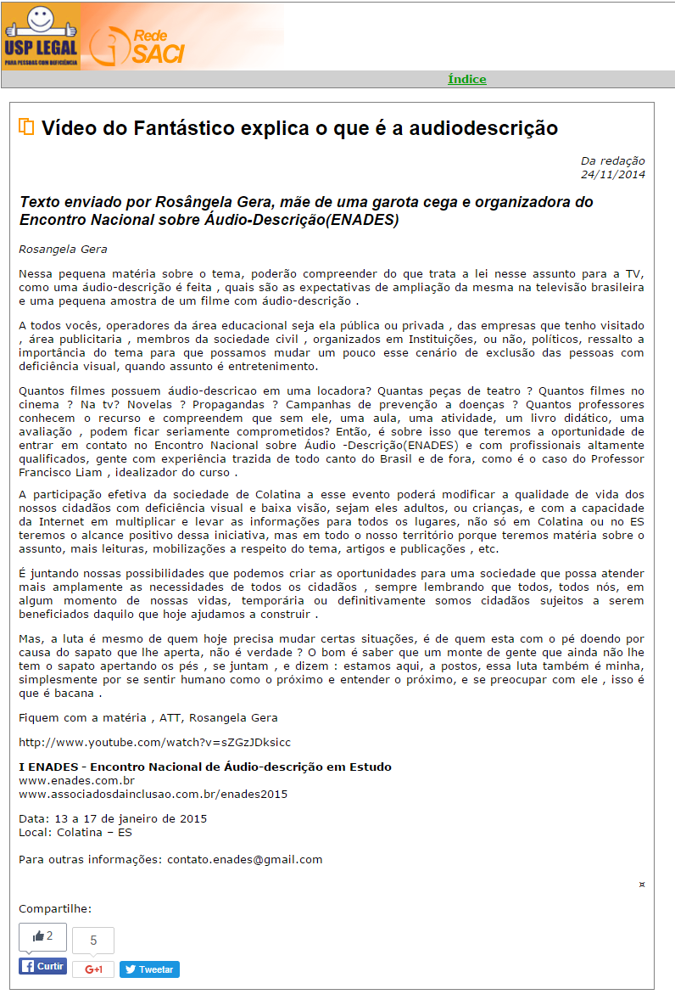 USP LEGAL
PARA PESSOAS COM DEFICIÊNCIA
Rede
SACI
Índice
Vídeo do Fantástico explica o que é a audiodescrição
Da redação
24/11/2014
Texto enviado por Rosângela Gera, mãe de uma garota cega e organizadora do
Encontro Nacional sobre Áudio-Descrição(ENADES)
Rosangela Gera
Nessa pequena matéria sobre o tema, poderão compreender do que trata a lei nesse assunto para a TV,
como uma áudio-descrição é feita , quais são as expectativas de ampliação da mesma na televisão brasileira
e uma pequena amostra de um filme com áudio-descrição .
A todos vocês, operadores da área educacional seja ela pública ou privada , das empresas que tenho visitado
, área publicitaria , membros da sociedade civil , organizados em Instituições, ou não, políticos, ressalto a
importância do tema para que possamos mudar um pouco esse cenário de exclusão das pessoas com
deficiência visual, quando assunto é entretenimento.
Quantos filmes possuem áudio-descricao em uma locadora? Quantas peças de teatro ? Quantos filmes no
cinema ? Na tv? Novelas ? Propagandas ? Campanhas de prevenção a doenças ? Quantos professores
conhecem o recurso e compreendem que sem ele, uma aula, uma atividade, um livro didático, uma
avaliação , podem ficar seriamente comprometidos? Então, é sobre isso que teremos a oportunidade de
entrar em contato no Encontro Nacional sobre Áudio -Descrição(ENADES) e com profissionais altamente
qualificados, gente com experiência trazida de todo canto do Brasil e de fora, como é o caso do Professor
Francisco Liam , idealizador do curso .
A participação efetiva da sociedade de Colatina a esse evento poderá modificar a qualidade de vida dos
nossos cidadãos com deficiência visual e baixa visão, sejam eles adultos, ou crianças, e com a capacidade
da Internet em multiplicar e levar as informações para todos os lugares, não só em Colatina ou no ES
teremos o alcance positivo dessa iniciativa, mas em todo o nosso território porque teremos matéria sobre o
assunto, mais leituras, mobilizações a respeito do tema, artigos e publicações , etc.
É juntando nossas possibilidades que podemos criar as oportunidades para uma sociedade que possa atender
mais amplamente as necessidades de todos os cidadãos , sempre lembrando que todos, todos nós, em
algum momento de nossas vidas, temporária ou definitivamente somos cidadãos sujeitos a serem
beneficiados daquilo que hoje ajudamos a construir .
Mas, a luta é mesmo de quem hoje precisa mudar certas situações, é de quem esta com o pé doendo por
causa do sapato que lhe aperta, não é verdade ? O bom é saber que um monte de gente que ainda não lhe
tem o sapato apertando os pés , se juntam , e dizem : estamos aqui, a postos, essa luta também é minha,
simplesmente por se sentir humano como o próximo e entender o próximo, e se preocupar com ele , isso é
que é bacana .
Fiquem com a matéria , ATT, Rosangela Gera
http://www.youtube.com/watch?v=sZGzJDksicc
I ENADES - Encontro Nacional de Áudio-descrição em Estudo
www.enades.com.br
www.associadosdainclusao.com.br/enades2015
Data: 13 a 17 de janeiro de 2015
Local: Colatina – ES
Para outras informações: contato.enades@gmail.com
¤
Compartilhe:
2
5
Curtir
G+1
Tweetar